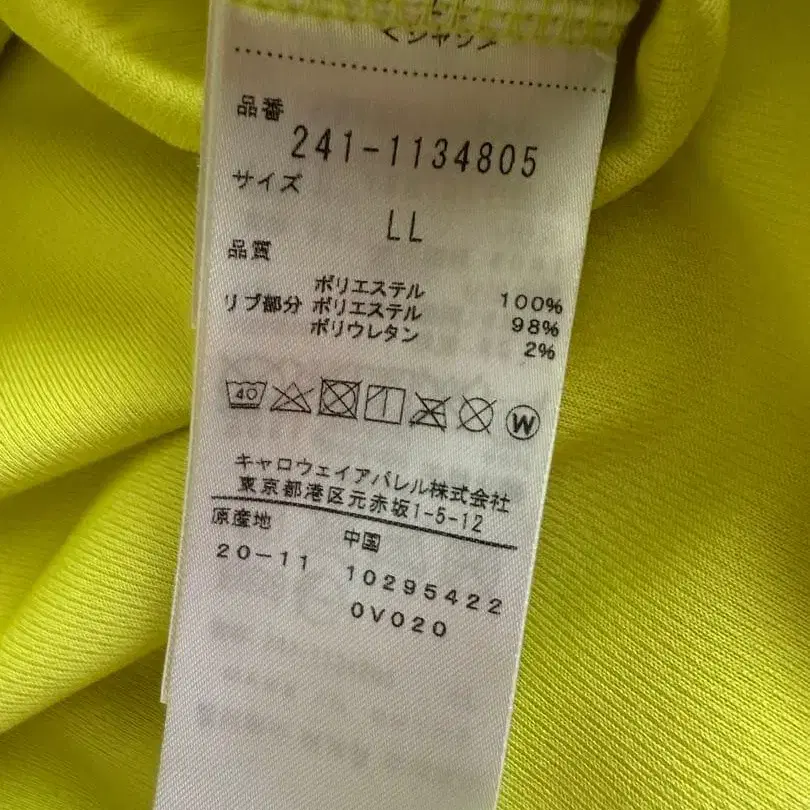 品番
241-1134805
サイズ
LL
品質
ポリエステル 100%
リブ部分 ポリエステル 98%
ポリウレタン 2%
40
W
キャロウェイアパレル株式会社
東京都港区元赤坂1-5-12
原産地 中国
20-11 10295422
0V020